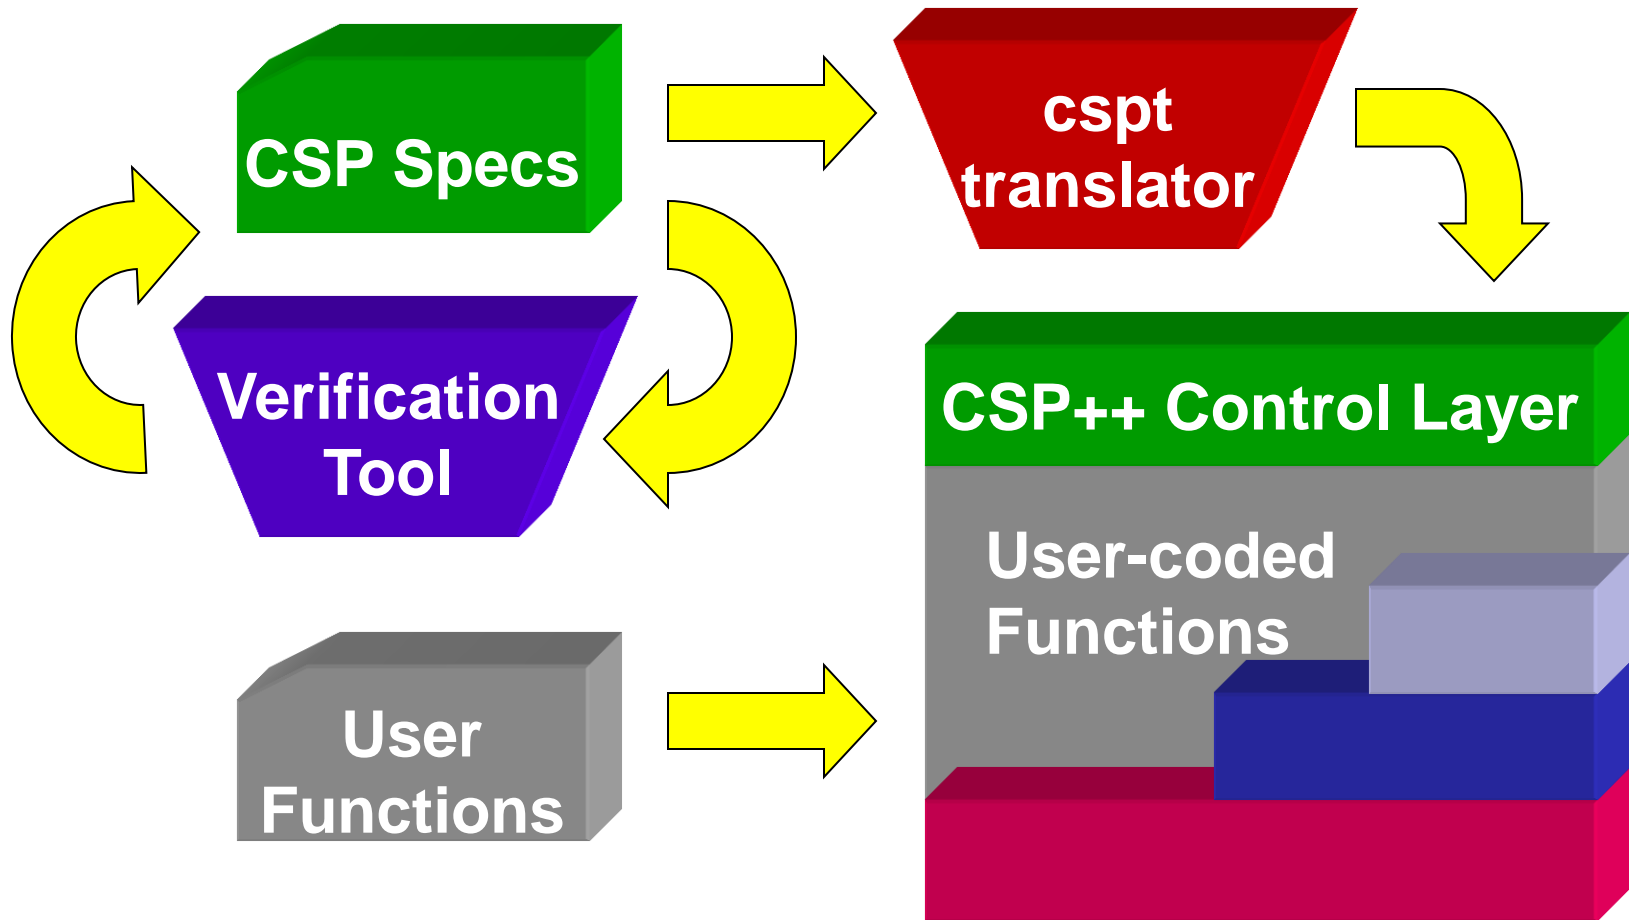 CSP Specs
cspt
translator
Verification
Tool
CSP++ Control Layer
User-coded
Functions
User
Functions